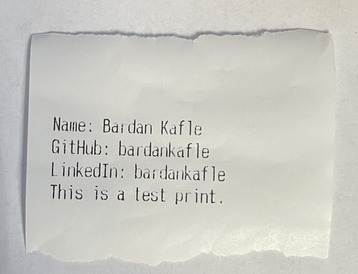 Name: Bardan Kafle
GitHub: bardankafle
LinkedIn: bardankafle
This is a test print.